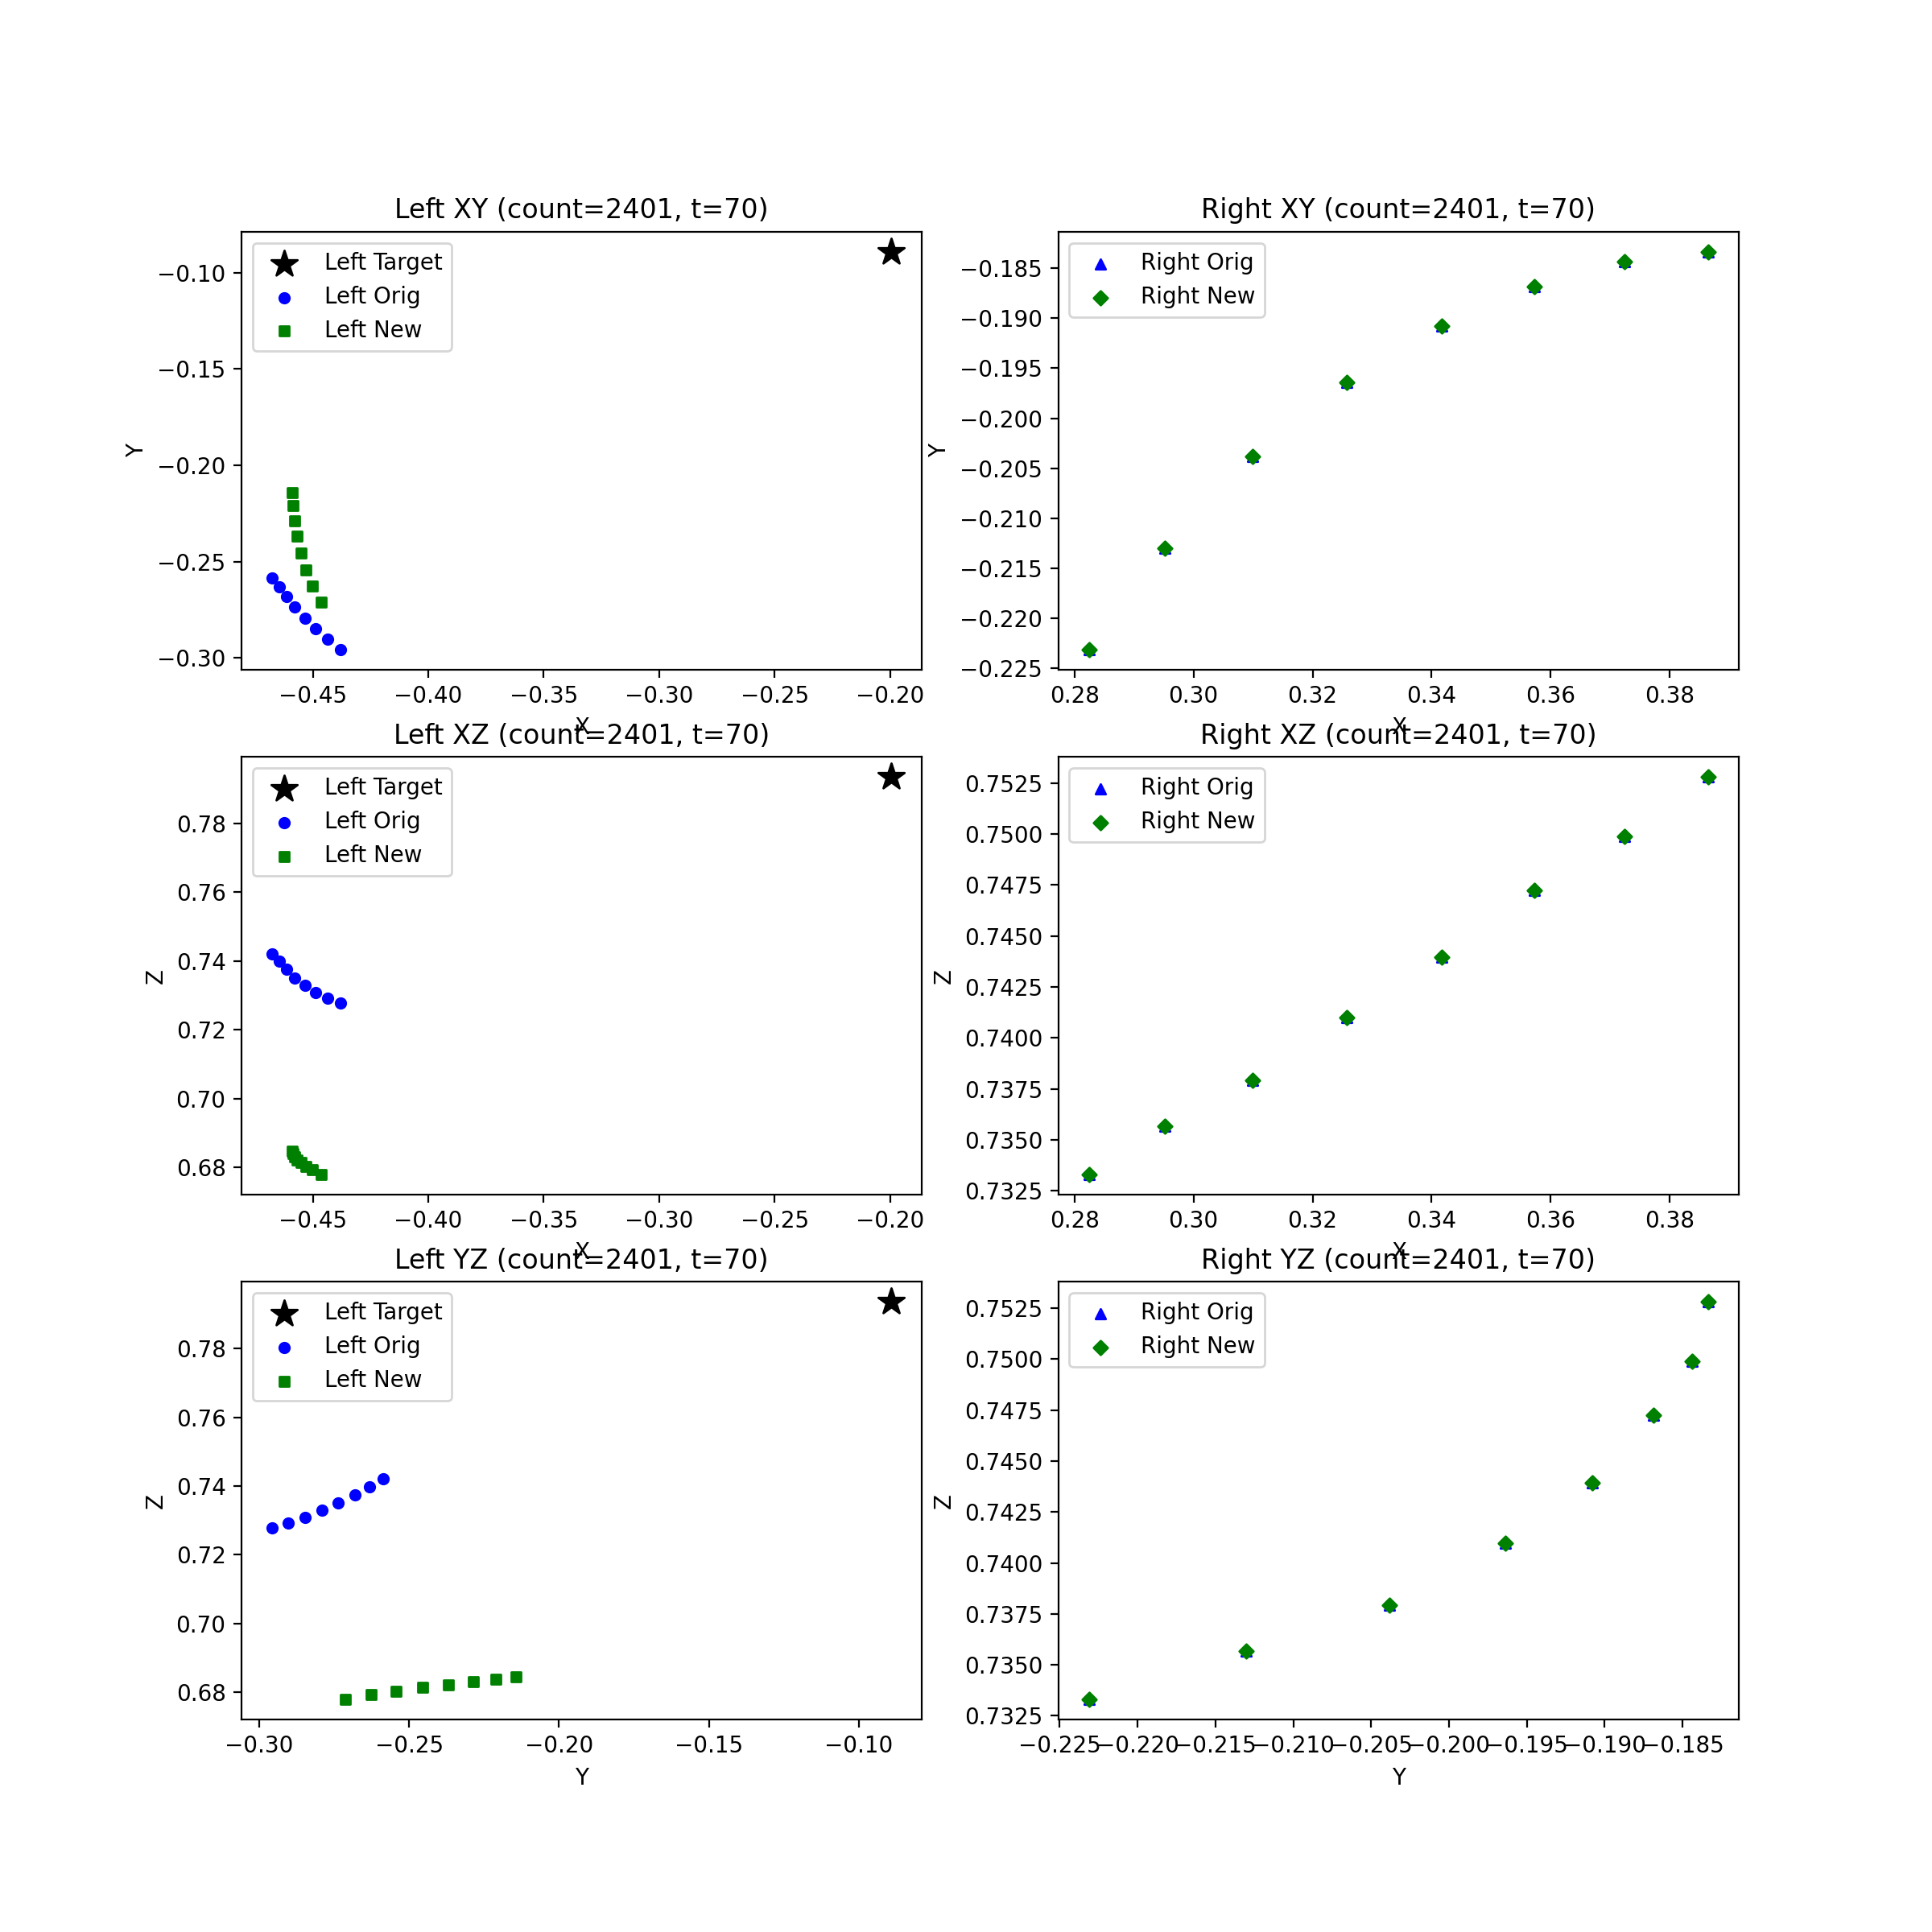 Left XY (count=2401, t=70)
Left Target
Left Orig
Left New
−0.10
−0.15
−0.20
−0.25
−0.30
Y
−0.45
−0.40
−0.35
−0.30
−0.25
−0.20
X
Right XY (count=2401, t=70)
Right Orig
Right New
−0.185
−0.190
−0.195
−0.200
−0.205
−0.210
−0.215
−0.220
−0.225
Y
0.28
0.30
0.32
0.34
0.36
0.38
X
Left XZ (count=2401, t=70)
Left Target
Left Orig
Left New
0.78
0.76
0.74
0.72
0.70
0.68
Z
−0.45
−0.40
−0.35
−0.30
−0.25
−0.20
X
Right XZ (count=2401, t=70)
Right Orig
Right New
0.7525
0.7500
0.7475
0.7450
0.7425
0.7400
0.7375
0.7350
0.7325
Z
0.28
0.30
0.32
0.34
0.36
0.38
X
Left YZ (count=2401, t=70)
Left Target
Left Orig
Left New
0.78
0.76
0.74
0.72
0.70
0.68
Z
−0.30
−0.25
−0.20
−0.15
−0.10
Y
Right YZ (count=2401, t=70)
Right Orig
Right New
0.7525
0.7500
0.7475
0.7450
0.7425
0.7400
0.7375
0.7350
0.7325
Z
−0.225
−0.220
−0.215
−0.210
−0.205
−0.200
−0.195
−0.190
−0.185
Y